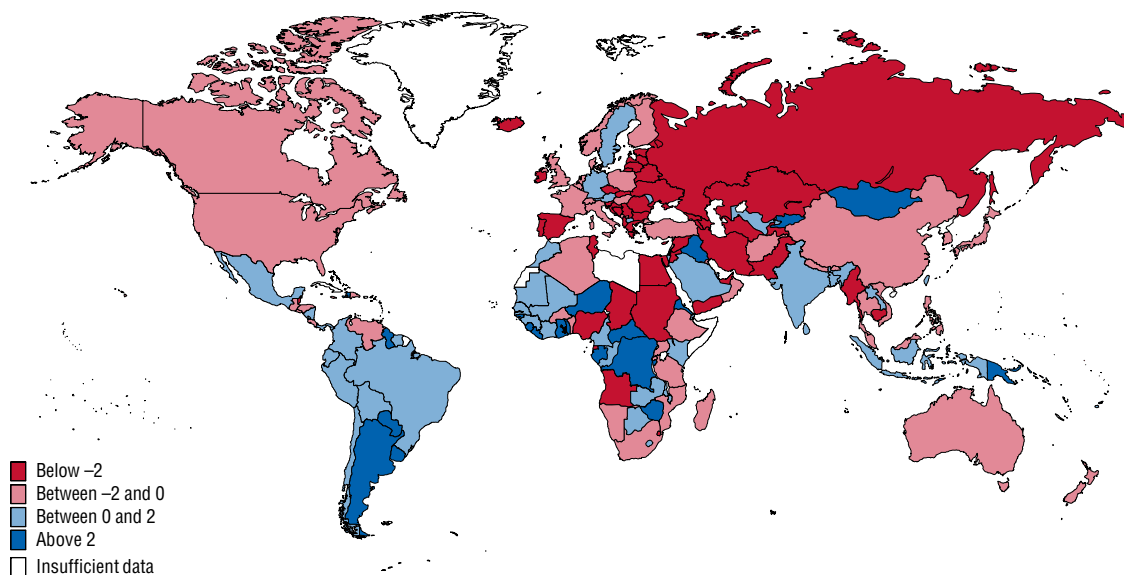 Below –2
Between –2 and 0
Between 0 and 2
Above 2
Insufficient data